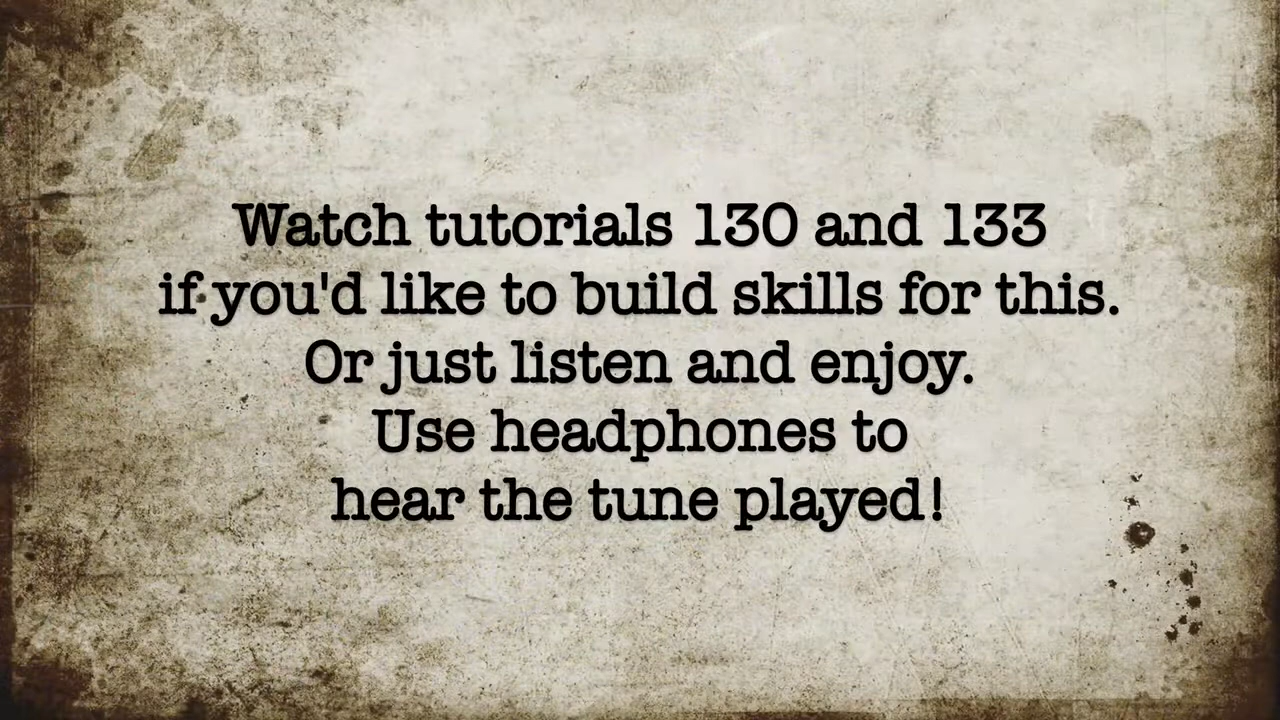 Watch tutorials 130 and 133
if you'd like to build skills for this.
Or just listen and enjoy.
Use headphones to
hear the tune played!